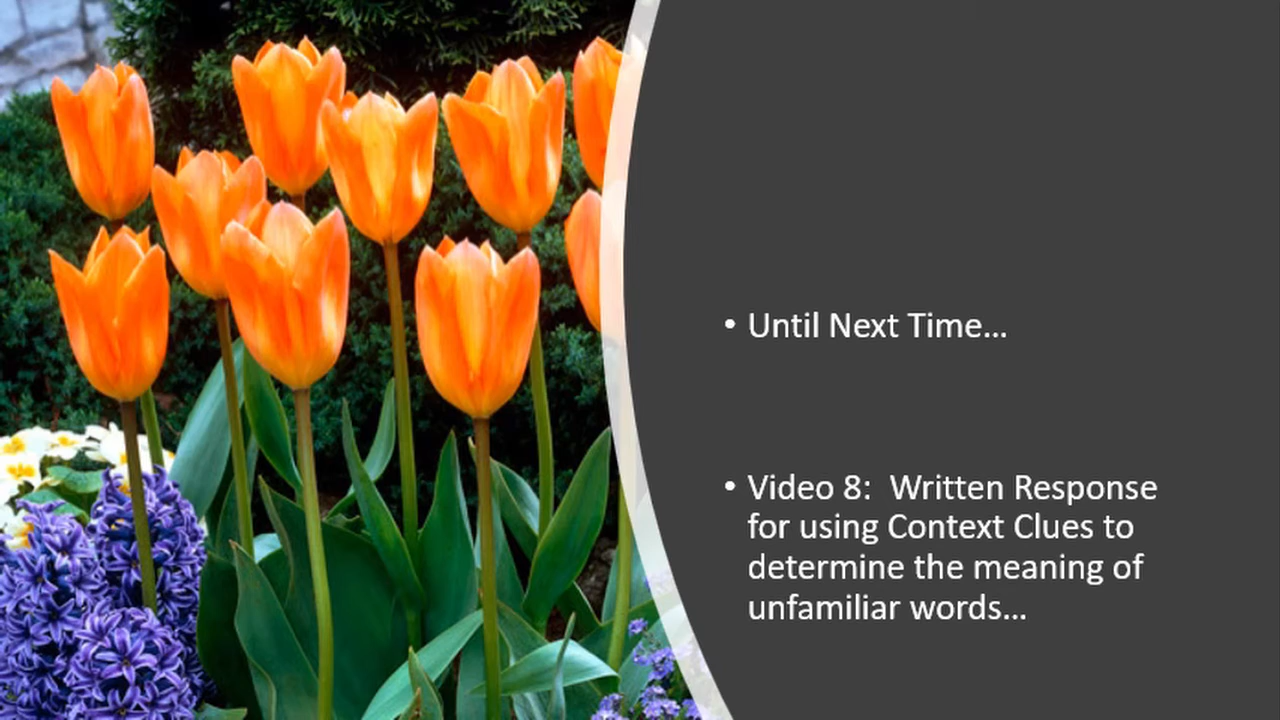 • Until Next Time...
• Video 8:  Written Response
for using Context Clues to
determine the meaning of
unfamiliar words...